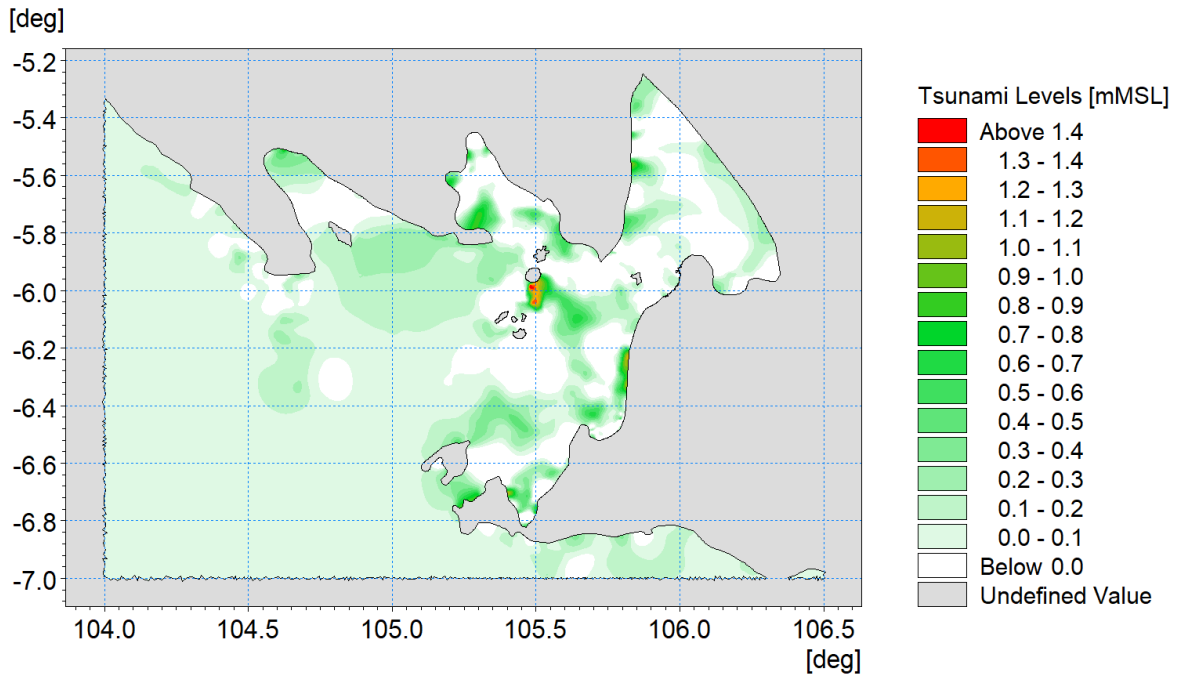 [deg]
-5.2
-5.4
-5.6
-5.8
-6.0
-6.2
-6.4
-6.6
-6.8
-7.0
104.0 104.5 105.0 105.5 106.0 106.5
[deg]
Tsunami Levels [mMSL]
Above 1.4
1.3 - 1.4
1.2 - 1.3
1.1 - 1.2
1.0 - 1.1
0.9 - 1.0
0.8 - 0.9
0.7 - 0.8
0.6 - 0.7
0.5 - 0.6
0.4 - 0.5
0.3 - 0.4
0.2 - 0.3
0.1 - 0.2
0.0 - 0.1
Below 0.0
Undefined Value